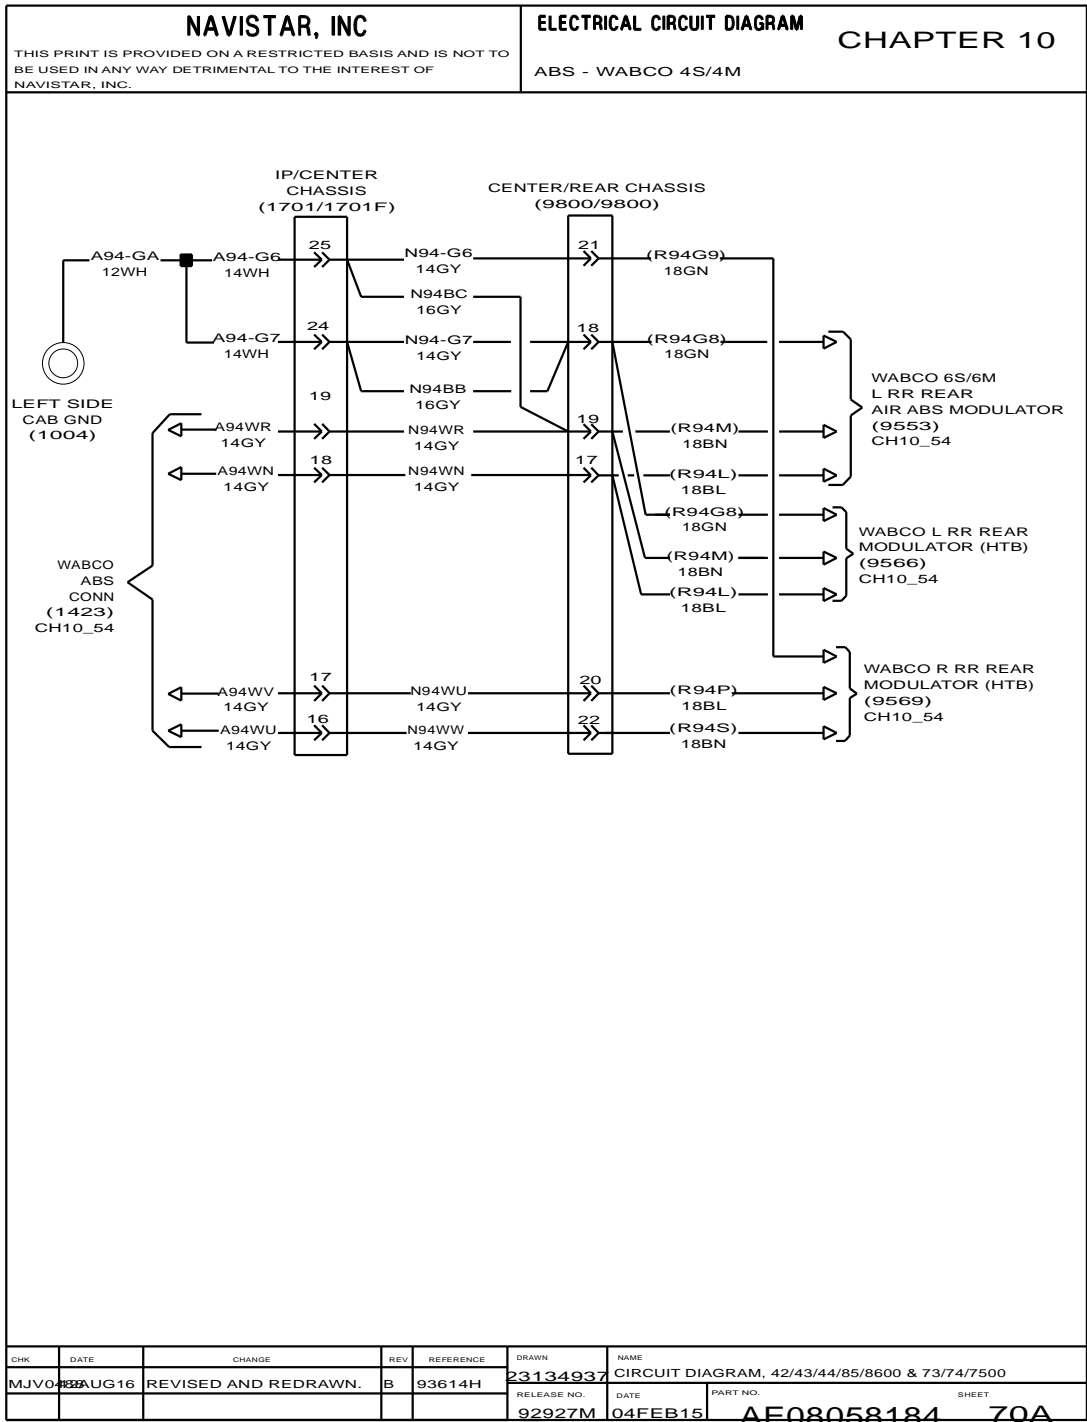 NAVISTAR, INC
THIS PRINT IS PROVIDED ON A RESTRICTED BASIS AND IS NOT TO
BE USED IN ANY WAY DETRIMENTAL TO THE INTEREST OF
NAVISTAR, INC.
ELECTRICAL CIRCUIT DIAGRAM
CHAPTER 10
ABS - WABCO 4S/4M
IP/CENTER
CHASSIS
(1701/1701F)
CENTER/REAR CHASSIS
(9800/9800)
A94-GA
12WH
A94-G6
14WH
25
N94-G6
14GY
21
(R94G9)
18GN
N94BC
16GY
A94-G7
14WH
24
N94-G7
14GY
18
(R94G8)
18GN
N94BB
16GY
LEFT SIDE
CAB GND
(1004)
19
A94WR
14GY
N94WR
14GY
19
(R94M)
18BN
18
A94WN
14GY
N94WN
14GY
17
(R94L)
18BL
WABCO 6S/6M
L RR REAR
AIR ABS MODULATOR
(9553)
CH10_54
(R94G8)
18GN
(R94M)
18BN
(R94L)
18BL
WABCO L RR REAR
MODULATOR (HTB)
(9566)
CH10_54
WABCO
ABS
CONN
(1423)
CH10_54
17
A94WV
14GY
N94WU
14GY
20
(R94P)
18BL
16
A94WU
14GY
N94WW
14GY
22
(R94S)
18BN
WABCO R RR REAR
MODULATOR (HTB)
(9569)
CH10_54
CHK DATE CHANGE REV REFERENCE
REVISED AND REDRAWN. B 93614H
DRAWN
23134937
NAME
CIRCUIT DIAGRAM, 42/43/44/85/8600 & 73/74/7500
RELEASE NO.
92927M
DATE
04FEB15
PART NO.
AF08058184
SHEET
70A